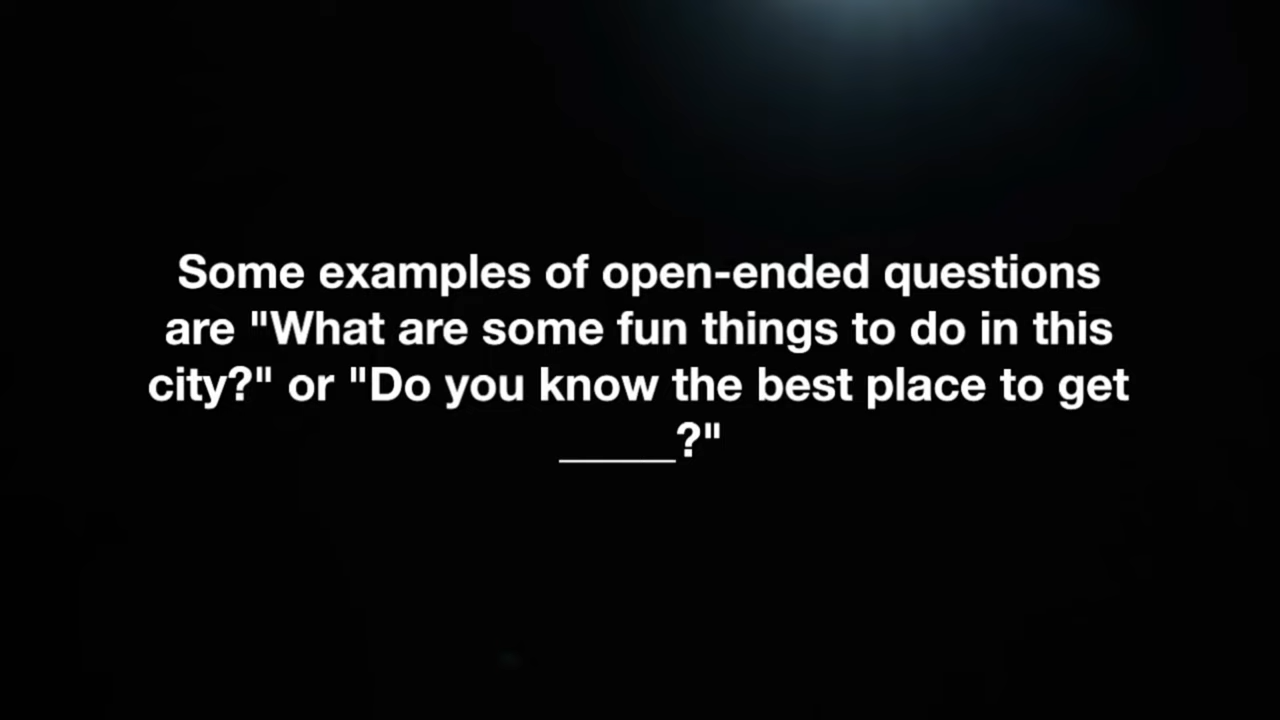 Some examples of open-ended questions
are "What are some fun things to do in this
city?" or "Do you know the best place to get
_____?"